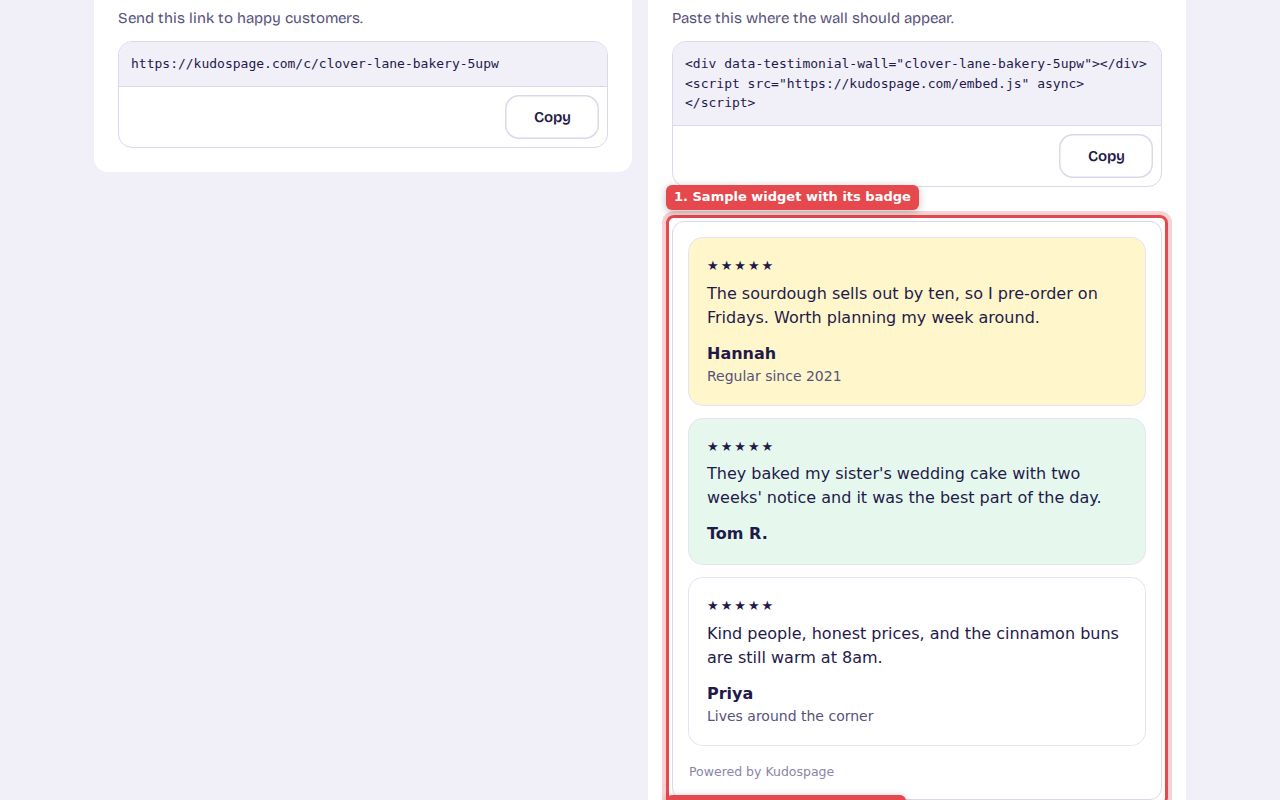 Send this link to happy customers.
https://kudospage.com/c/clover-lane-bakery-5upw
Copy
Paste this where the wall should appear.
<div data-testimonial-wall="clover-lane-bakery-5upw"></div>
<script src="https://kudospage.com/embed.js" async>
</script>
Copy
1. Sample widget with its badge
★★★★★
The sourdough sells out by ten, so I pre-order on
Fridays. Worth planning my week around.
Hannah
Regular since 2021
★★★★★
They baked my sister's wedding cake with two
weeks' notice and it was the best part of the day.
Tom R.
★★★★★
Kind people, honest prices, and the cinnamon buns
are still warm at 8am.
Priya
Lives around the corner
Powered by Kudospage